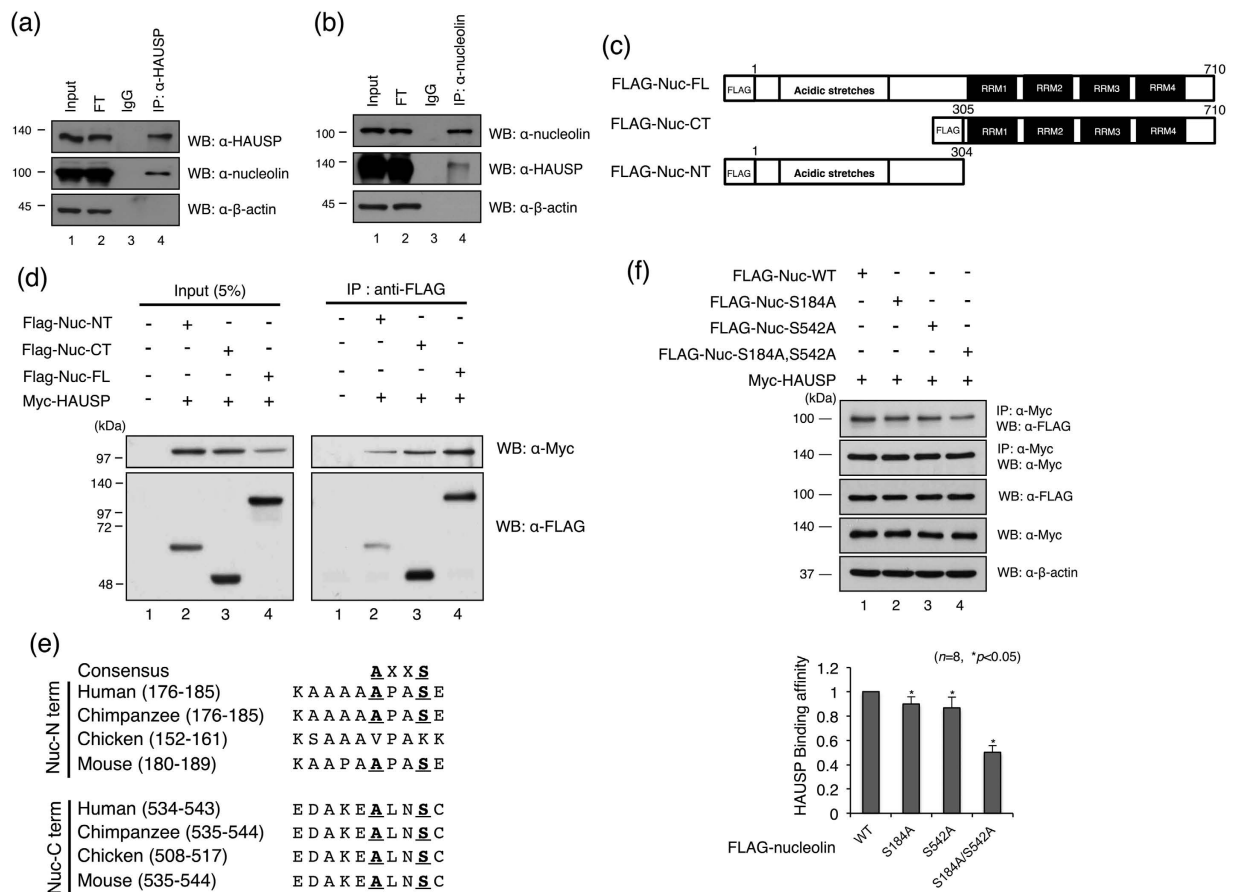 (a)
Input
FT
IgG
IP: α-HAUSP
140
WB: α-HAUSP
100
WB: α-nucleolin
45
WB: α-β-actin
1 2 3 4
(b)
Input
FT
IgG
IP: α-nucleolin
100
WB: α-nucleolin
140
WB: α-HAUSP
45
WB: α-β-actin
1 2 3 4
(c)
1 710
FLAG-Nuc-FL FLAG Acidic stretches RRM1 RRM2 RRM3 RRM4
305 710
FLAG-Nuc-CT FLAG RRM1 RRM2 RRM3 RRM4
1 304
FLAG-Nuc-NT FLAG Acidic stretches
(d)
Input (5%) IP : anti-FLAG
Flag-Nuc-NT - + - - - + - -
Flag-Nuc-CT - - + - - - + -
Flag-Nuc-FL - - - + - - - +
Myc-HAUSP - + + + - + + +
(kDa)
97
WB: α-Myc
140
97
72
48
WB: α-FLAG
1 2 3 4 1 2 3 4
(e)
Consensus A X X S
Nuc-N term
Human (176-185) K A A A A A P A S E
Chimpanzee (176-185) K A A A A A P A S E
Chicken (152-161) K S A A A V P A K K
Mouse (180-189) K A A P A A P A S E
Nuc-C term
Human (534-543) E D A K E A L N S C
Chimpanzee (535-544) E D A K E A L N S C
Chicken (508-517) E D A K E A L N S C
Mouse (535-544) E D A K E A L N S C
(f)
FLAG-Nuc-WT + - - -
FLAG-Nuc-S184A - + - -
FLAG-Nuc-S542A - - + -
FLAG-Nuc-S184A,S542A - - - +
Myc-HAUSP + + + +
(kDa)
100
IP: α-Myc
WB: α-FLAG
140
IP: α-Myc
WB: α-Myc
100
WB: α-FLAG
140
WB: α-Myc
37
WB: α-β-actin
1 2 3 4
(n=8, *p<0.05)
HAUSP Binding affinity
1.2
1
0.8
0.6
0.4
0.2
0
* * *
WT
S184A
S542A
S184A/S542A
FLAG-nucleolin